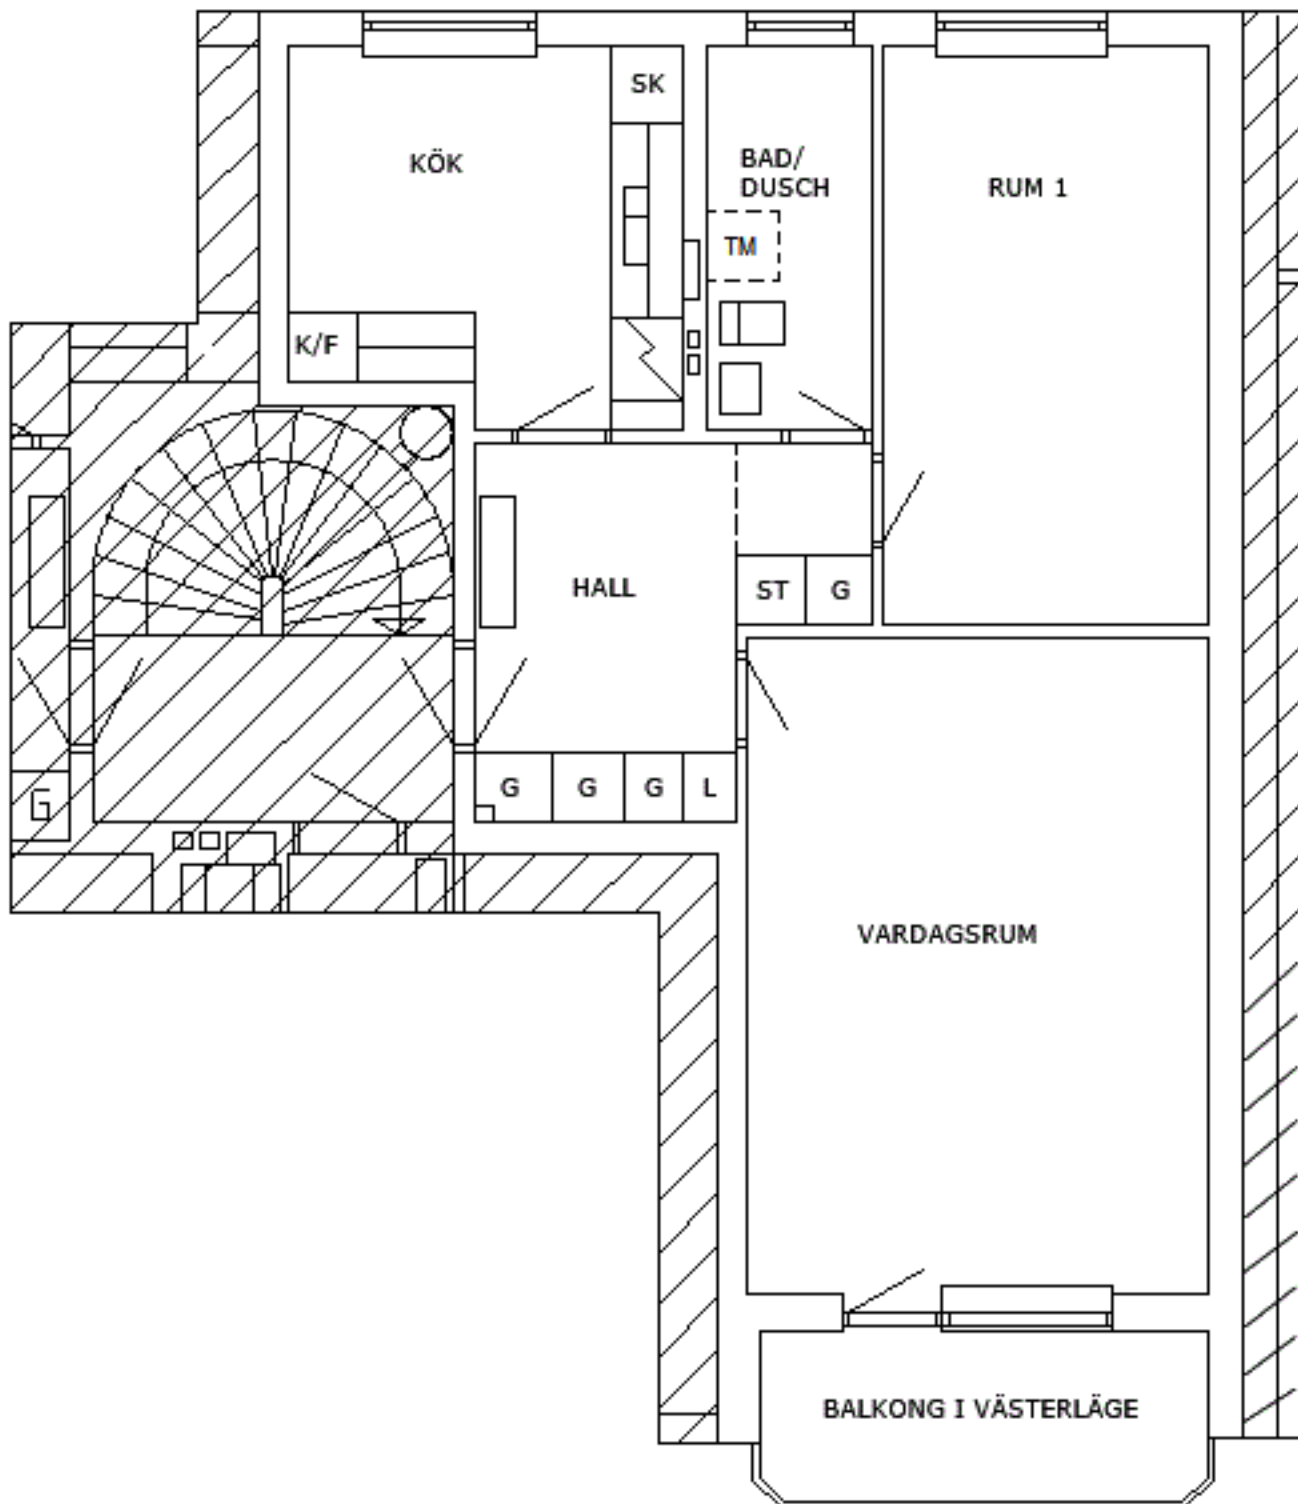 SK
KÖK
BAD/
DUSCH
RUM 1
TM
K/F
HALL
ST
G
G
G
G
L
G
VARDAGSRUM
BALKONG I VÄSTERLÄGE